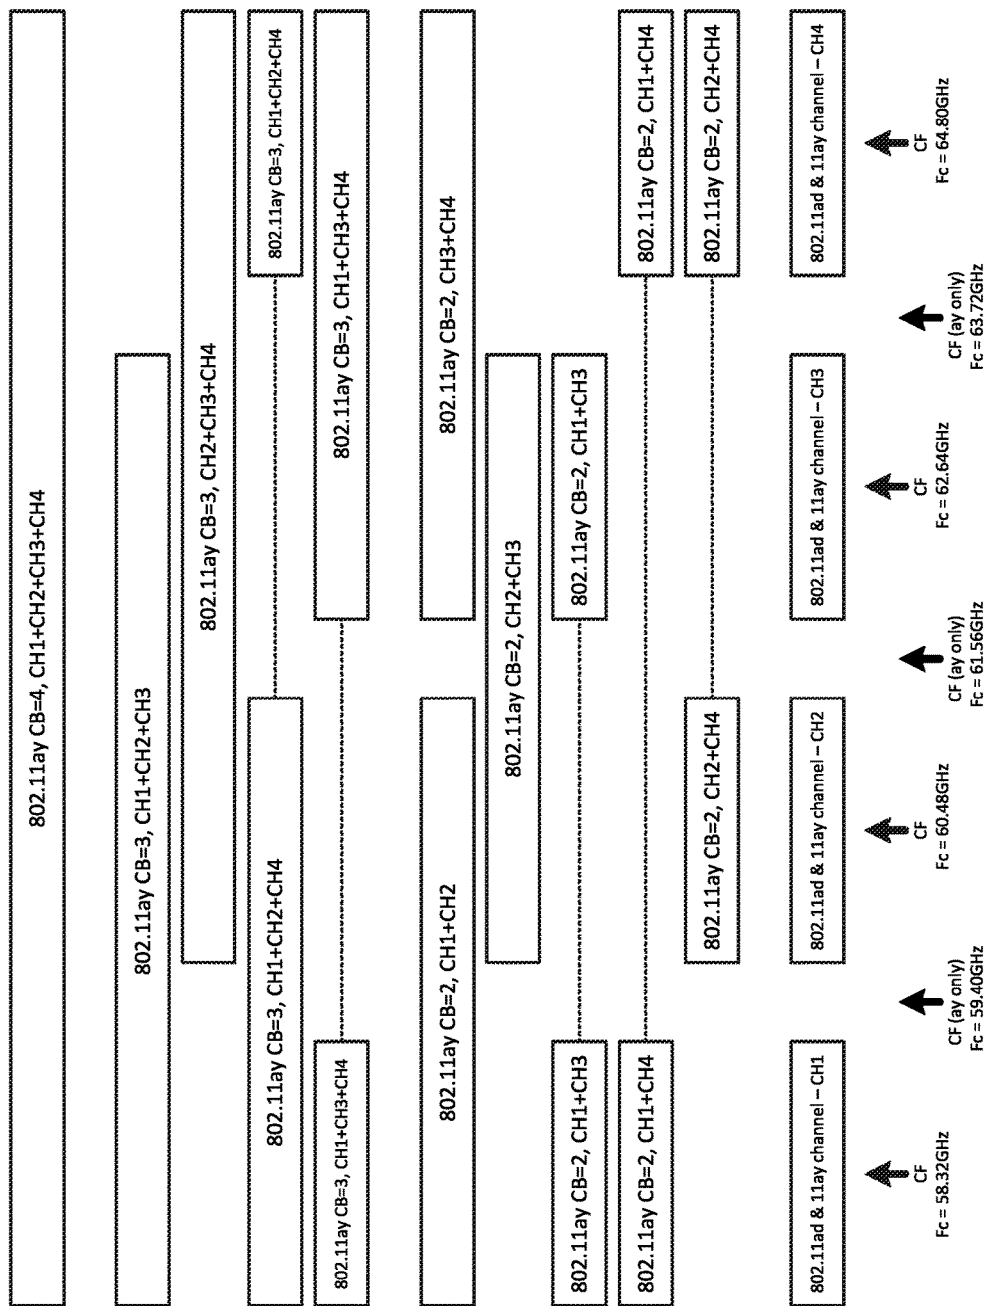 802.11ay CB=4, CH1+CH2+CH3+CH4
802.11ay CB=3, CH1+CH2+CH3
802.11ay CB=3, CH2+CH3+CH4
802.11ay CB=3, CH1+CH2+CH4
802.11ay CB=3, CH1+CH2+CH4
802.11ay CB=3, CH1+CH3+CH4
802.11ay CB=3, CH1+CH3+CH4
802.11ay CB=2, CH1+CH2
802.11ay CB=2, CH3+CH4
802.11ay CB=2, CH2+CH3
802.11ay CB=2, CH1+CH3
802.11ay CB=2, CH1+CH3
802.11ay CB=2, CH1+CH4
802.11ay CB=2, CH1+CH4
802.11ay CB=2, CH2+CH4
802.11ay CB=2, CH2+CH4
802.11ad & 11ay channel – CH1
802.11ad & 11ay channel – CH2
802.11ad & 11ay channel – CH3
802.11ad & 11ay channel – CH4
CF
Fc = 58.32GHz
CF (ay only)
Fc = 59.40GHz
CF
Fc = 60.48GHz
CF (ay only)
Fc = 61.56GHz
CF
Fc = 62.64GHz
CF (ay only)
Fc = 63.72GHz
CF
Fc = 64.80GHz